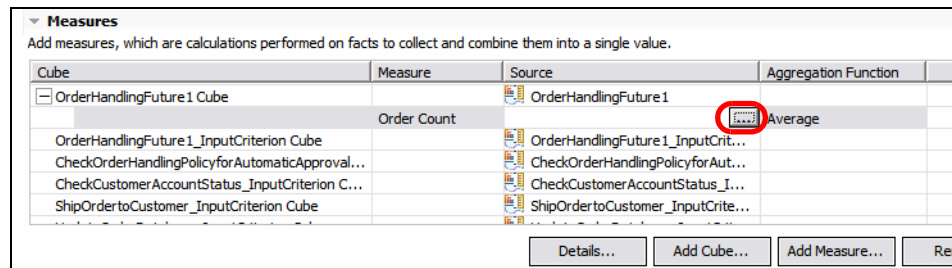 Measures
Add measures, which are calculations performed on facts to collect and combine them into a single value.
Cube Measure Source Aggregation Function
OrderHandlingFuture1 Cube OrderHandlingFuture1
Order Count ... Average
OrderHandlingFuture1_InputCriterion Cube OrderHandlingFuture1_InputCrit...
CheckOrderHandlingPolicyforAutomaticApproval... CheckOrderHandlingPolicyforAut...
CheckCustomerAccountStatus_InputCriterion C... CheckCustomerAccountStatus_I...
ShipOrdertoCustomer_InputCriterion Cube ShipOrdertoCustomer_InputCrite...
Details... Add Cube... Add Measure... Re